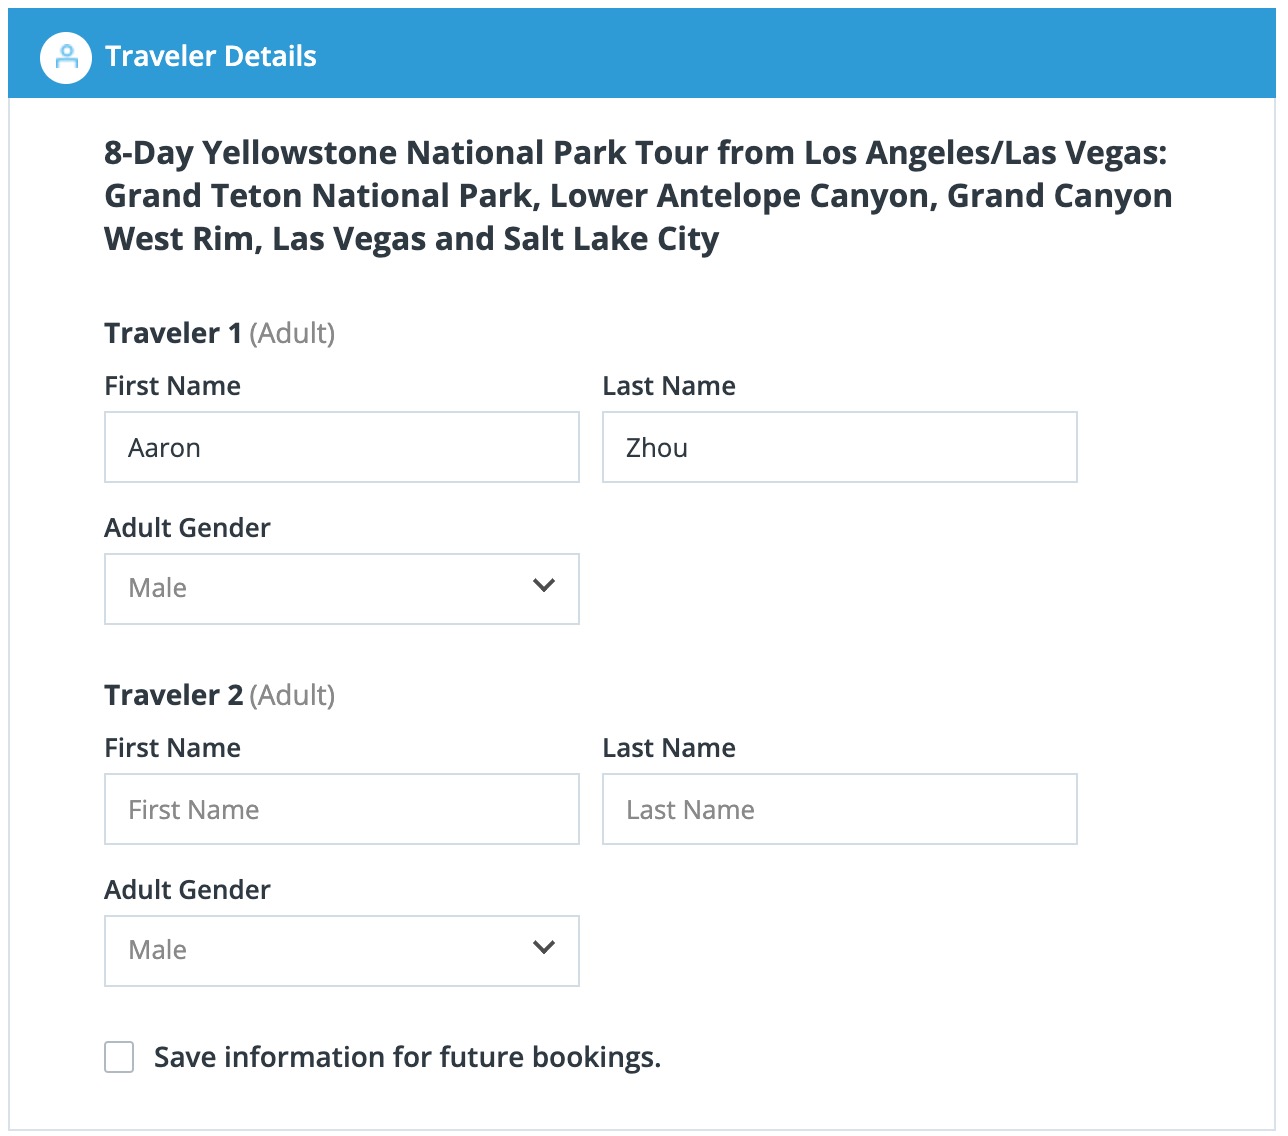 Traveler Details
8-Day Yellowstone National Park Tour from Los Angeles/Las Vegas:
Grand Teton National Park, Lower Antelope Canyon, Grand Canyon
West Rim, Las Vegas and Salt Lake City
Traveler 1 (Adult)
First Name Last Name
Aaron Zhou
Adult Gender
Male
Traveler 2 (Adult)
First Name Last Name
First Name Last Name
Adult Gender
Male
Save information for future bookings.